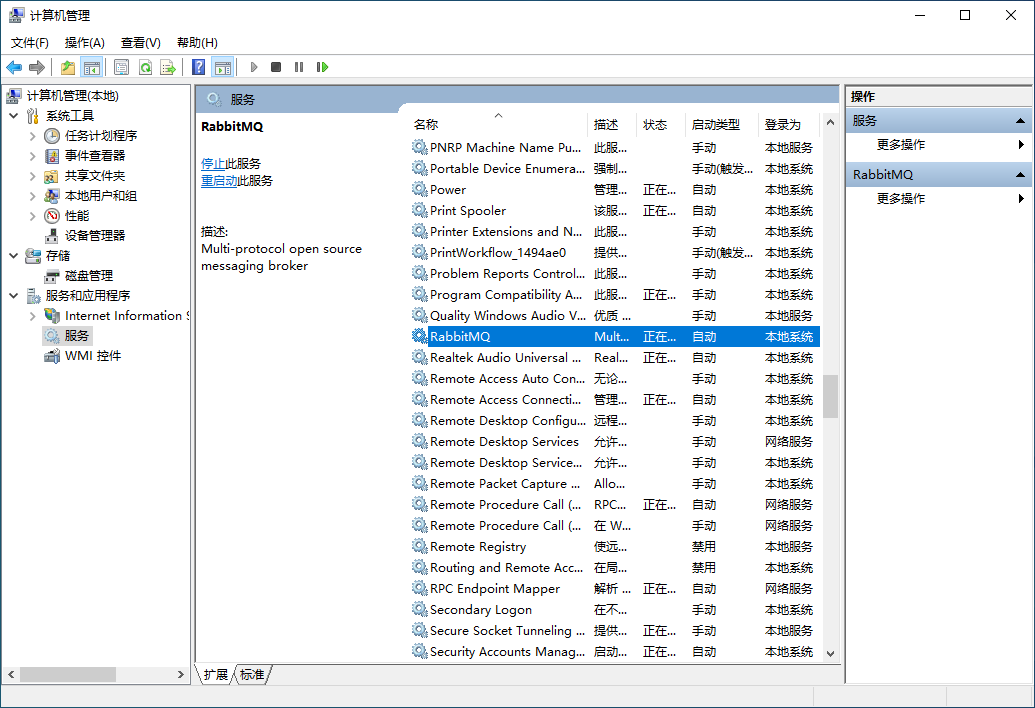 计算机管理
文件(F) 操作(A) 查看(V) 帮助(H)
计算机管理(本地)
系统工具
任务计划程序
事件查看器
共享文件夹
本地用户和组
性能
设备管理器
存储
磁盘管理
服务和应用程序
Internet Information S
服务
WMI 控件
服务
RabbitMQ
停止此服务
重启动此服务
描述:
Multi-protocol open source
messaging broker
名称 描述 状态 启动类型 登录为
PNRP Machine Name Pu... 此服... 手动 本地服务
Portable Device Enumera... 强制... 手动(触发... 本地系统
Power 管理... 正在... 自动 本地系统
Print Spooler 该服... 正在... 自动 本地系统
Printer Extensions and N... 此服... 手动 本地系统
PrintWorkflow_1494ae0 提供... 手动(触发... 本地系统
Problem Reports Control... 此服... 手动 本地系统
Program Compatibility A... 此服... 正在... 自动 本地系统
Quality Windows Audio V... 优质 ... 手动 本地服务
RabbitMQ Mult... 正在... 自动 本地系统
Realtek Audio Universal ... Real... 正在... 自动 本地系统
Remote Access Auto Con... 无论... 手动 本地系统
Remote Access Connecti... 管理... 正在... 自动 本地系统
Remote Desktop Configu... 远程... 手动 本地系统
Remote Desktop Services 允许... 手动 网络服务
Remote Desktop Service... 允许... 手动 本地系统
Remote Packet Capture ... Allo... 手动 本地系统
Remote Procedure Call (... RPC... 正在... 自动 网络服务
Remote Procedure Call (... 在 W... 手动 网络服务
Remote Registry 使远... 禁用 本地服务
Routing and Remote Acc... 在局... 禁用 本地系统
RPC Endpoint Mapper 解析 ... 正在... 自动 网络服务
Secondary Logon 在不... 手动 本地系统
Secure Socket Tunneling ... 提供... 正在... 手动 本地服务
Security Accounts Manag... 启动... 正在... 自动 本地系统
扩展 标准
操作
服务
更多操作
RabbitMQ
更多操作